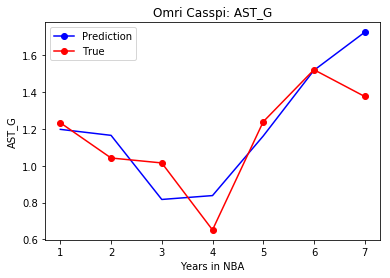 Omri Casspi: AST_G
Prediction
True
AST_G
1.6
1.4
1.2
1.0
0.8
0.6
1 2 3 4 5 6 7
Years in NBA